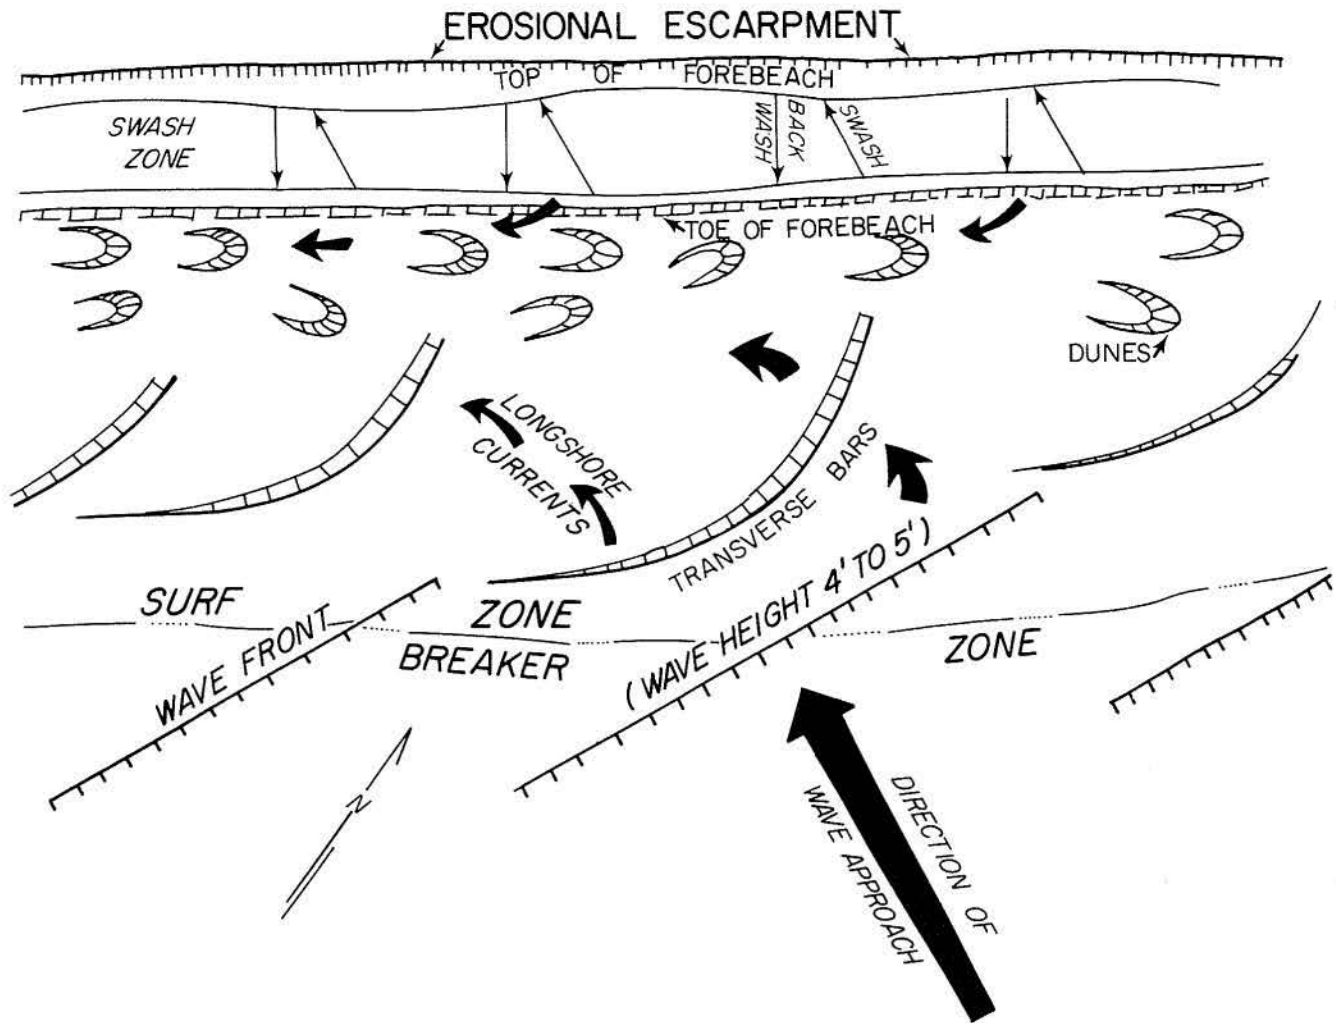 EROSIONAL ESCARPMENT
TOP OF FOREBEACH
SWASH
ZONE
BACK
WASH
SWASH
TOE OF FOREBEACH
DUNES
LONGSHORE
CURRENTS
TRANSVERSE BARS
SURF ZONE
WAVE FRONT
(WAVE HEIGHT 4' TO 5')
BREAKER ZONE
N
DIRECTION OF
WAVE APPROACH